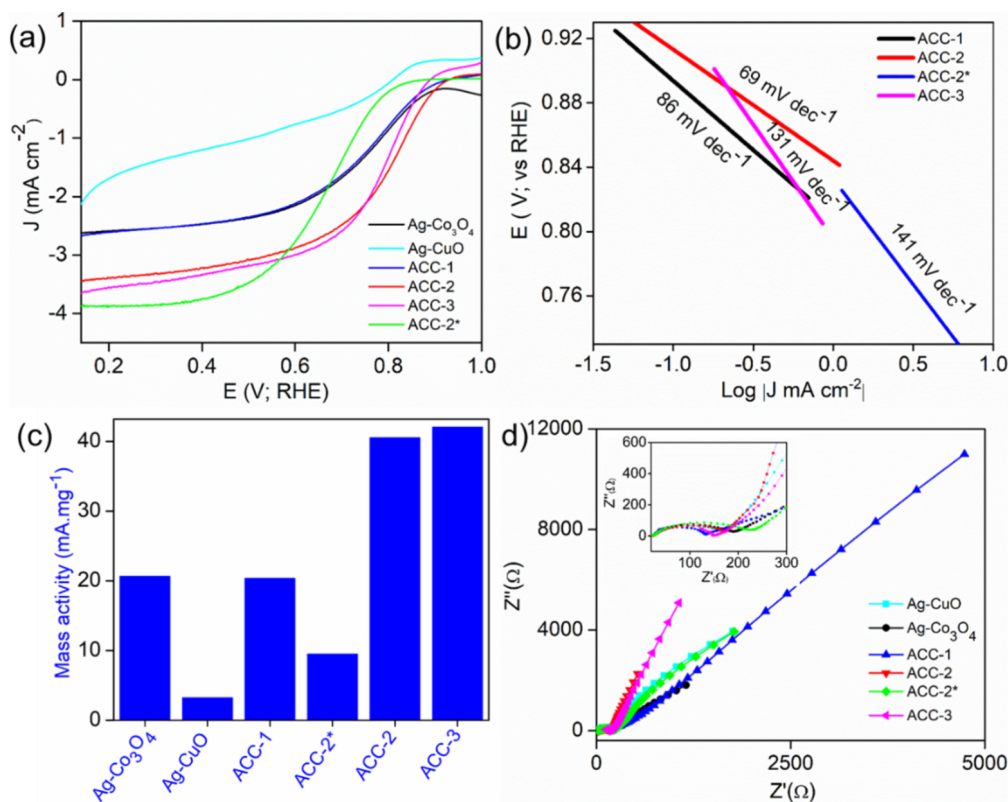 (a)
J (mA cm⁻²)
1
0
-1
-2
-3
-4
0.2
0.4
0.6
0.8
1.0
E (V; RHE)
Ag-Co₃O₄
Ag-CuO
ACC-1
ACC-2
ACC-3
ACC-2*
(b)
E ( V; vs RHE)
0.92
0.88
0.84
0.80
0.76
-1.5
-1.0
-0.5
0.0
0.5
1.0
Log |J mA cm⁻²|
ACC-1
ACC-2
ACC-2*
ACC-3
69 mV dec⁻¹
86 mV dec⁻¹
131 mV dec⁻¹
141 mV dec⁻¹
(c)
Mass activity (mA.mg⁻¹)
40
30
20
10
0
Ag-Co₃O₄
Ag-CuO
ACC-1
ACC-2*
ACC-2
ACC-3
(d)
Z''(Ω)
12000
8000
4000
0
0
2500
5000
Z'(Ω)
Z''(Ω)
600
400
200
0
100
200
300
Z'(Ω)
Ag-CuO
Ag-Co₃O₄
ACC-1
ACC-2
ACC-2*
ACC-3